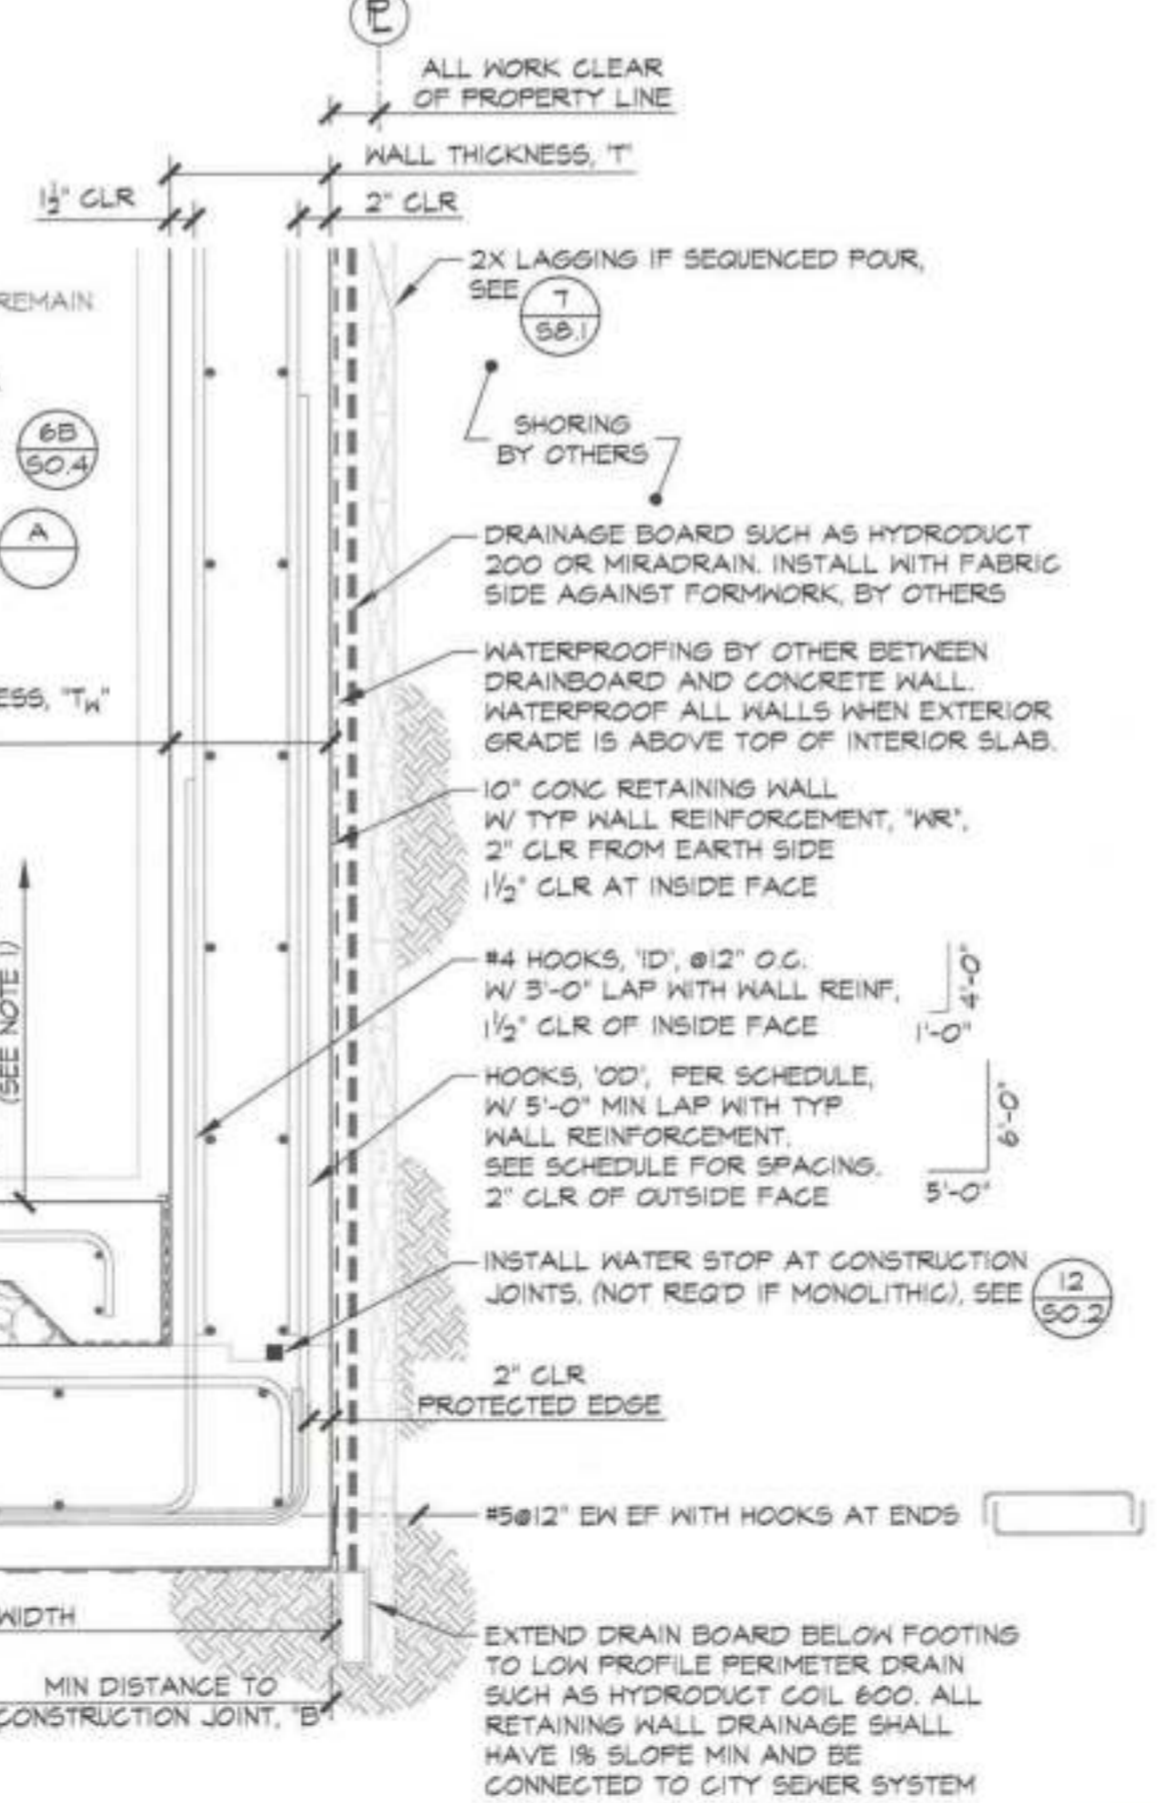 PL
ALL WORK CLEAR
OF PROPERTY LINE
WALL THICKNESS, 'T'
1½" CLR
2" CLR
2X LAGGING IF SEQUENCED POUR,
SEE
7
S8.1
REMAIN
SHORING
BY OTHERS
6B
S0.4
A
DRAINAGE BOARD SUCH AS HYDRODUCT
200 OR MIRADRAIN. INSTALL WITH FABRIC
SIDE AGAINST FORMWORK, BY OTHERS
WATERPROOFING BY OTHER BETWEEN
DRAINBOARD AND CONCRETE WALL.
WATERPROOF ALL WALLS WHEN EXTERIOR
GRADE IS ABOVE TOP OF INTERIOR SLAB.
ESS, "TW"
10" CONC RETAINING WALL
W/ TYP WALL REINFORCEMENT, "WR",
2" CLR FROM EARTH SIDE
1½" CLR AT INSIDE FACE
(SEE NOTE 1)
#4 HOOKS, 'ID', @12" O.C.
W/ 3'-0" LAP WITH WALL REINF,
1½" CLR OF INSIDE FACE
4'-0"
1'-0"
HOOKS, 'OD', PER SCHEDULE,
W/ 5'-0" MIN LAP WITH TYP
WALL REINFORCEMENT.
SEE SCHEDULE FOR SPACING.
2" CLR OF OUTSIDE FACE
6'-0"
5'-0"
INSTALL WATER STOP AT CONSTRUCTION
JOINTS, (NOT REQ'D IF MONOLITHIC), SEE
12
S0.2
2" CLR
PROTECTED EDGE
#5@12" EW EF WITH HOOKS AT ENDS
WIDTH
MIN DISTANCE TO
CONSTRUCTION JOINT, "B"
EXTEND DRAIN BOARD BELOW FOOTING
TO LOW PROFILE PERIMETER DRAIN
SUCH AS HYDRODUCT COIL 600. ALL
RETAINING WALL DRAINAGE SHALL
HAVE 1% SLOPE MIN AND BE
CONNECTED TO CITY SEWER SYSTEM